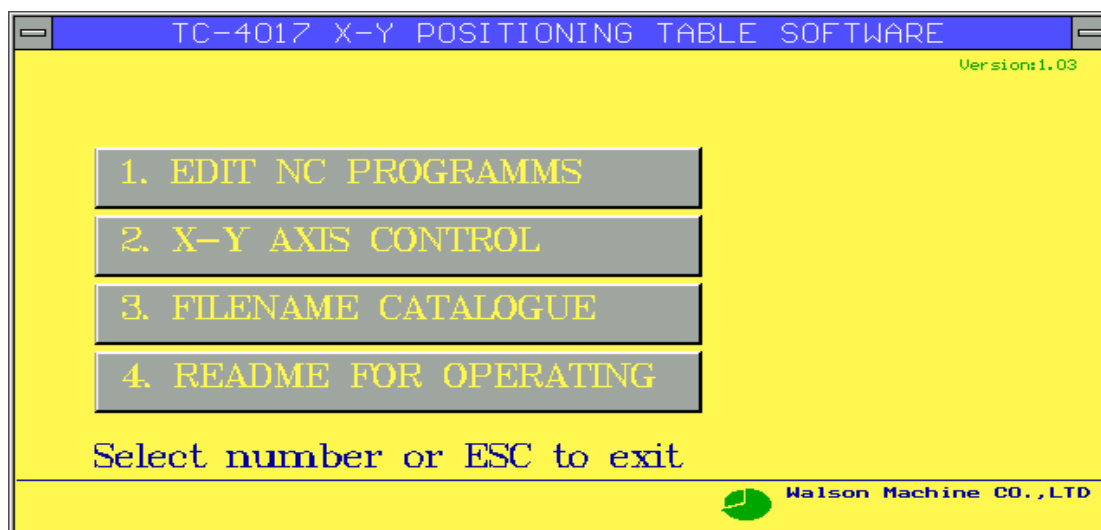 TC-4017 X-Y POSITIONING TABLE SOFTWARE
Version:1.03
1. EDIT NC PROGRAMMS
2. X-Y AXIS CONTROL
3. FILENAME CATALOGUE
4. README FOR OPERATING
Select number or ESC to exit
Walson Machine CO.,LTD